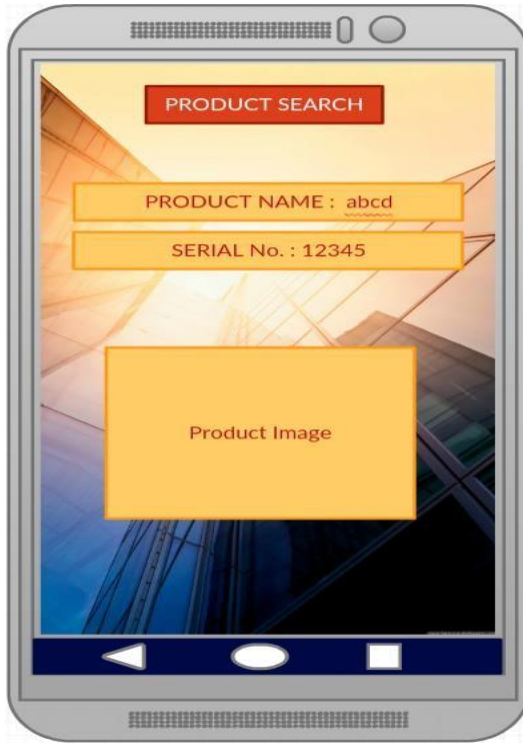 PRODUCT SEARCH
PRODUCT NAME : abcd
SERIAL No. : 12345
Product Image